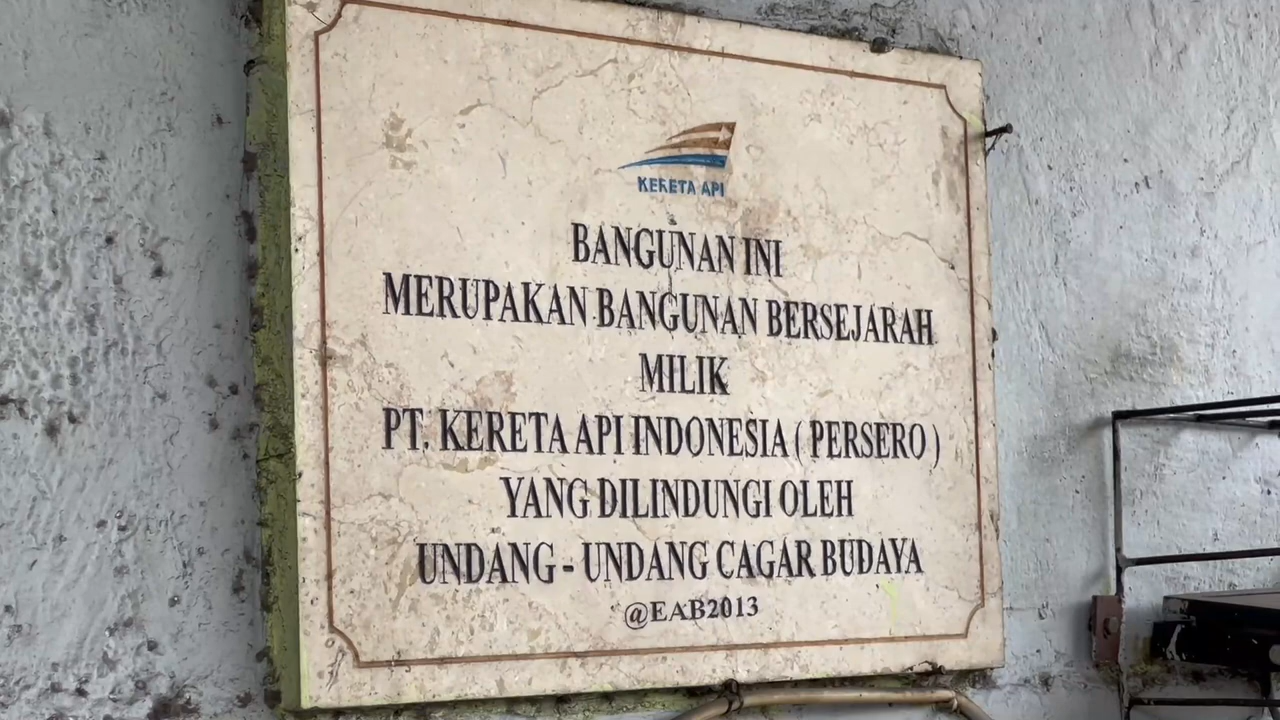 KERETA API
BANGUNAN INI
MERUPAKAN BANGUNAN BERSEJARAH
MILIK
PT. KERETA API INDONESIA ( PERSERO )
YANG DILINDUNGI OLEH
UNDANG - UNDANG CAGAR BUDAYA
@EAB2013